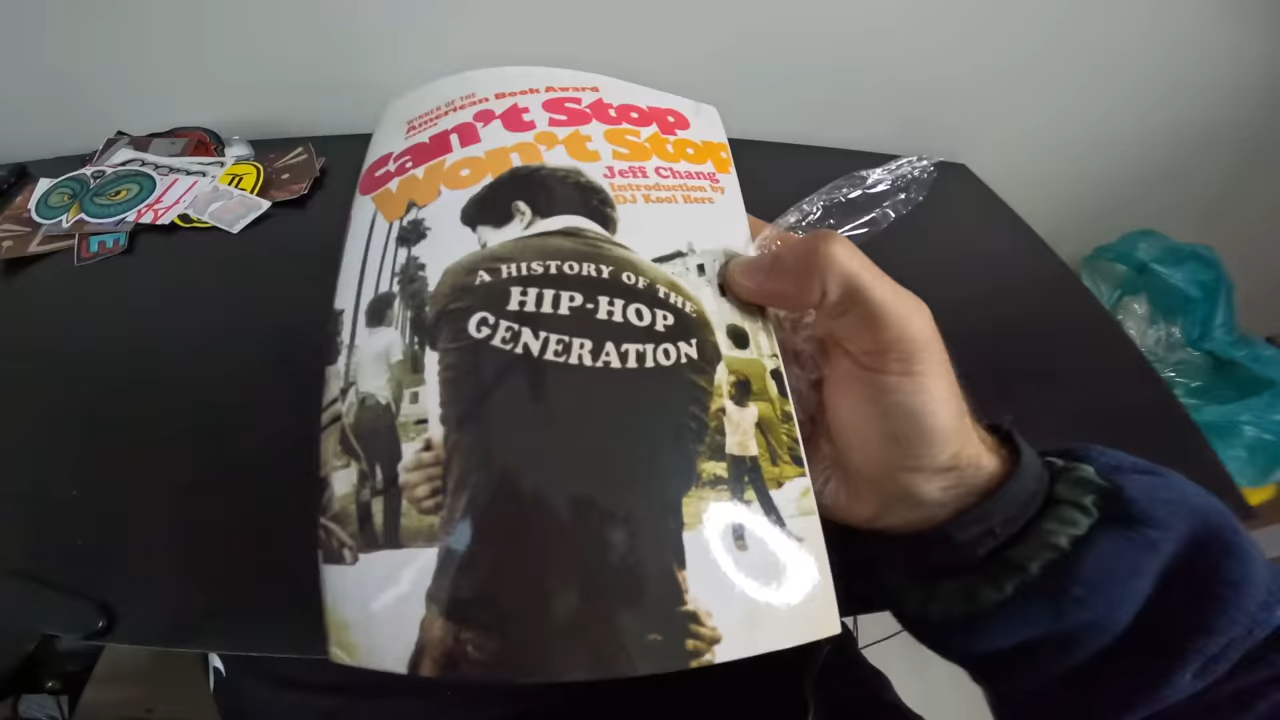 WINNER OF THE
American Book Award
Can't Stop
Won't Stop
Jeff Chang
Introduction by
DJ Kool Herc
A HISTORY OF THE
HIP-HOP
GENERATION
E